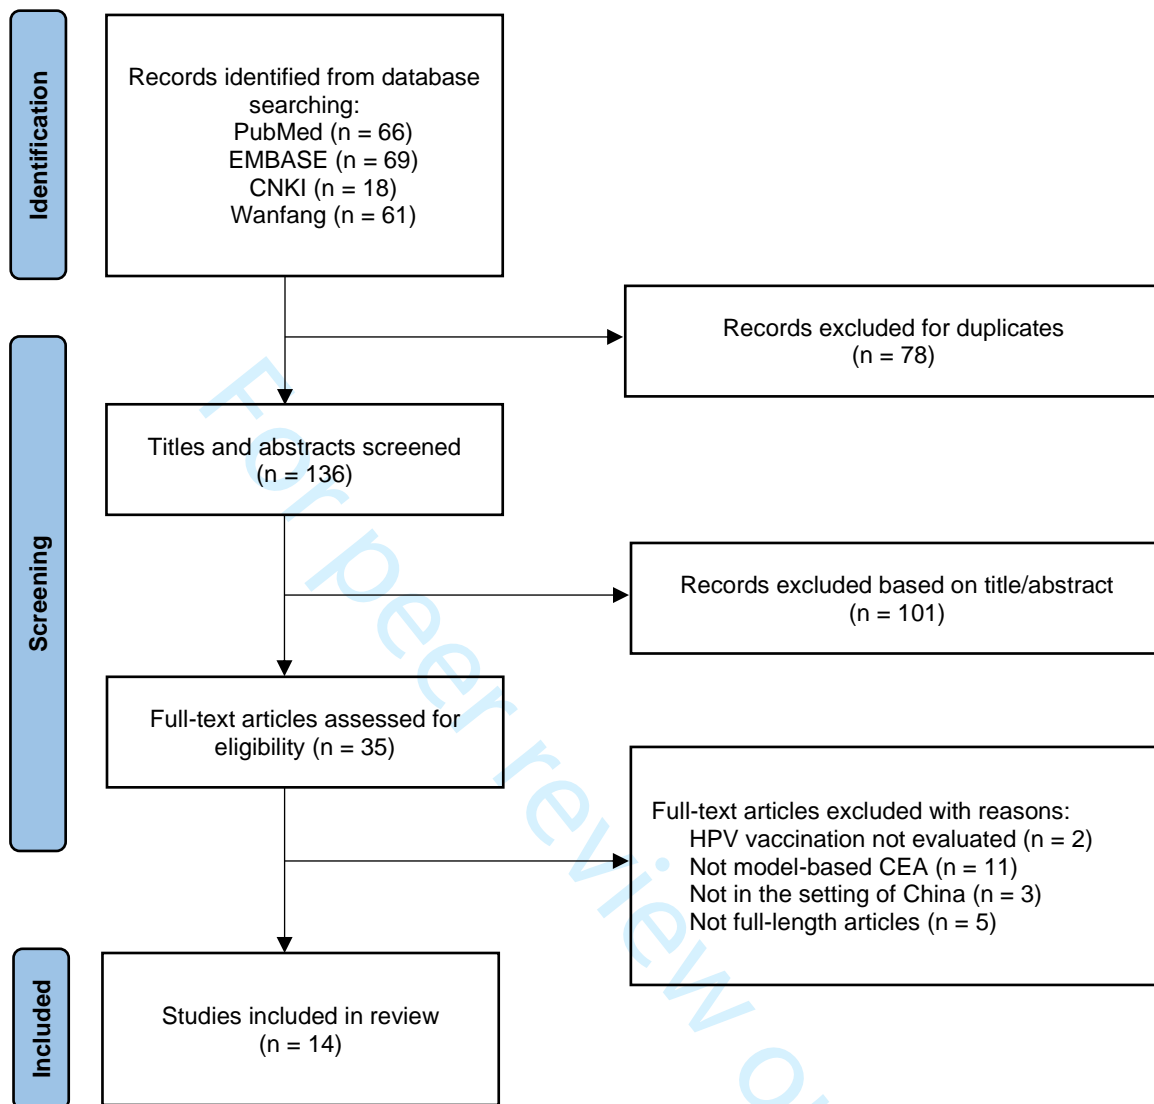 Identification
Records identified from database
searching:
PubMed (n = 66)
EMBASE (n = 69)
CNKI (n = 18)
Wanfang (n = 61)
Records excluded for duplicates
(n = 78)
Screening
Titles and abstracts screened
(n = 136)
Records excluded based on title/abstract
(n = 101)
Full-text articles assessed for
eligibility (n = 35)
Full-text articles excluded with reasons:
HPV vaccination not evaluated (n = 2)
Not model-based CEA (n = 11)
Not in the setting of China (n = 3)
Not full-length articles (n = 5)
Included
Studies included in review
(n = 14)
For peer review